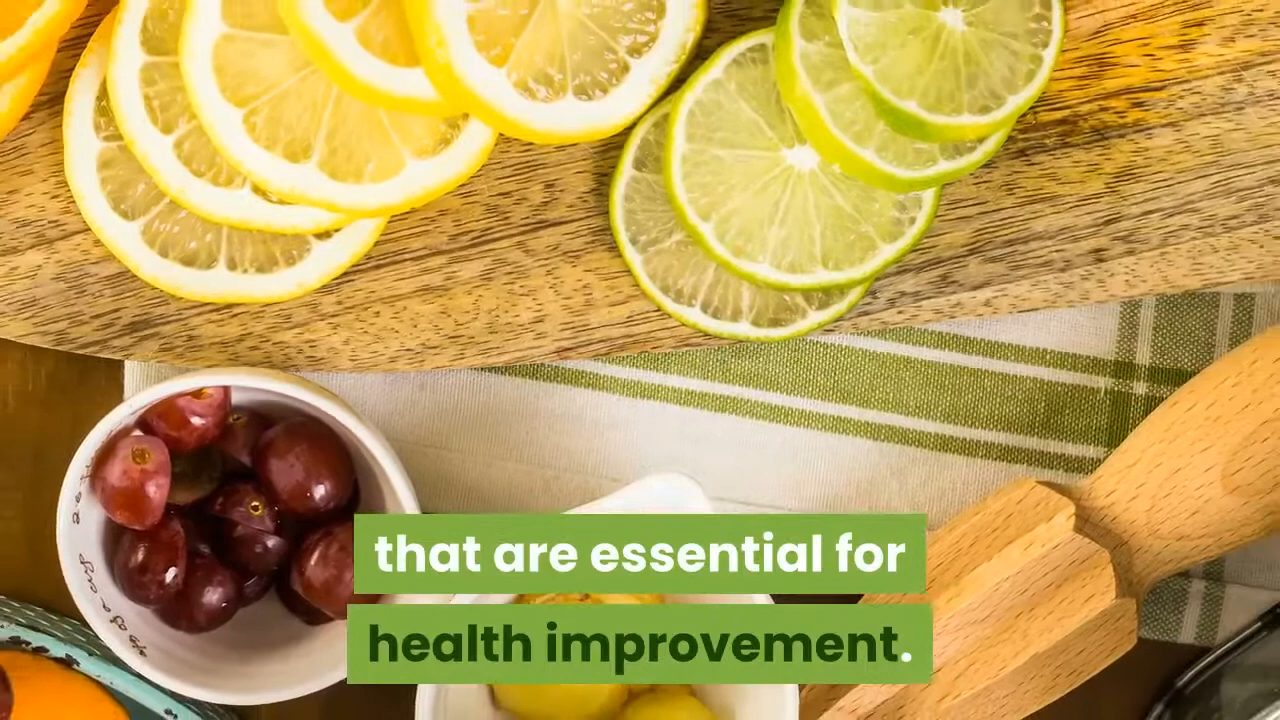 that are essential for
health improvement.